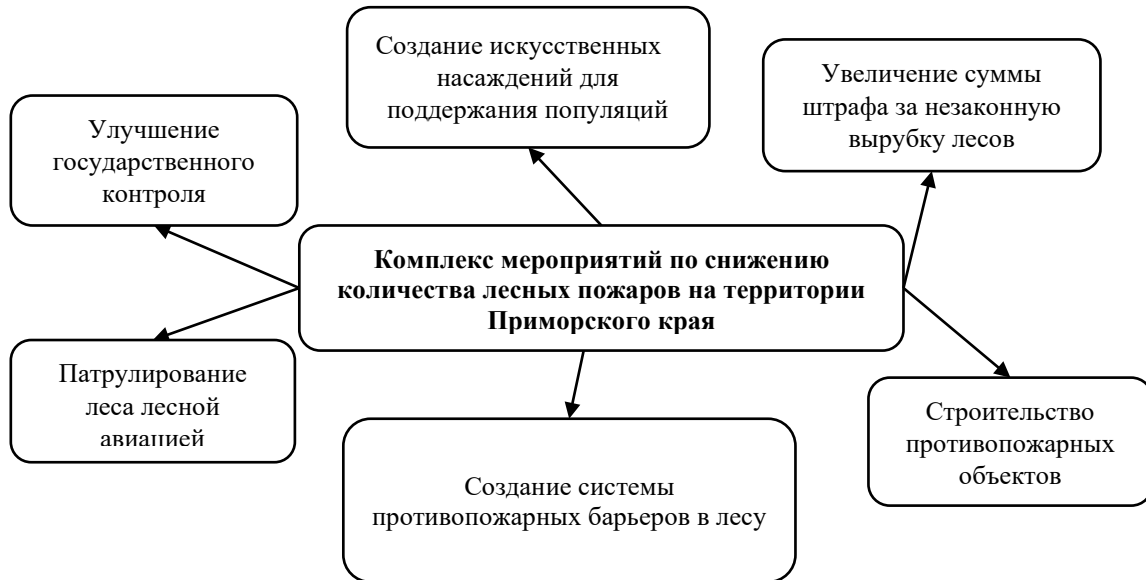 Создание искусственных
насаждений для
поддержания популяций
Увеличение суммы
штрафа за незаконную
вырубку лесов
Улучшение
государственного
контроля
Комплекс мероприятий по снижению
количества лесных пожаров на территории
Приморского края
Патрулирование
леса лесной
авиацией
Строительство
противопожарных
объектов
Создание системы
противопожарных барьеров в лесу